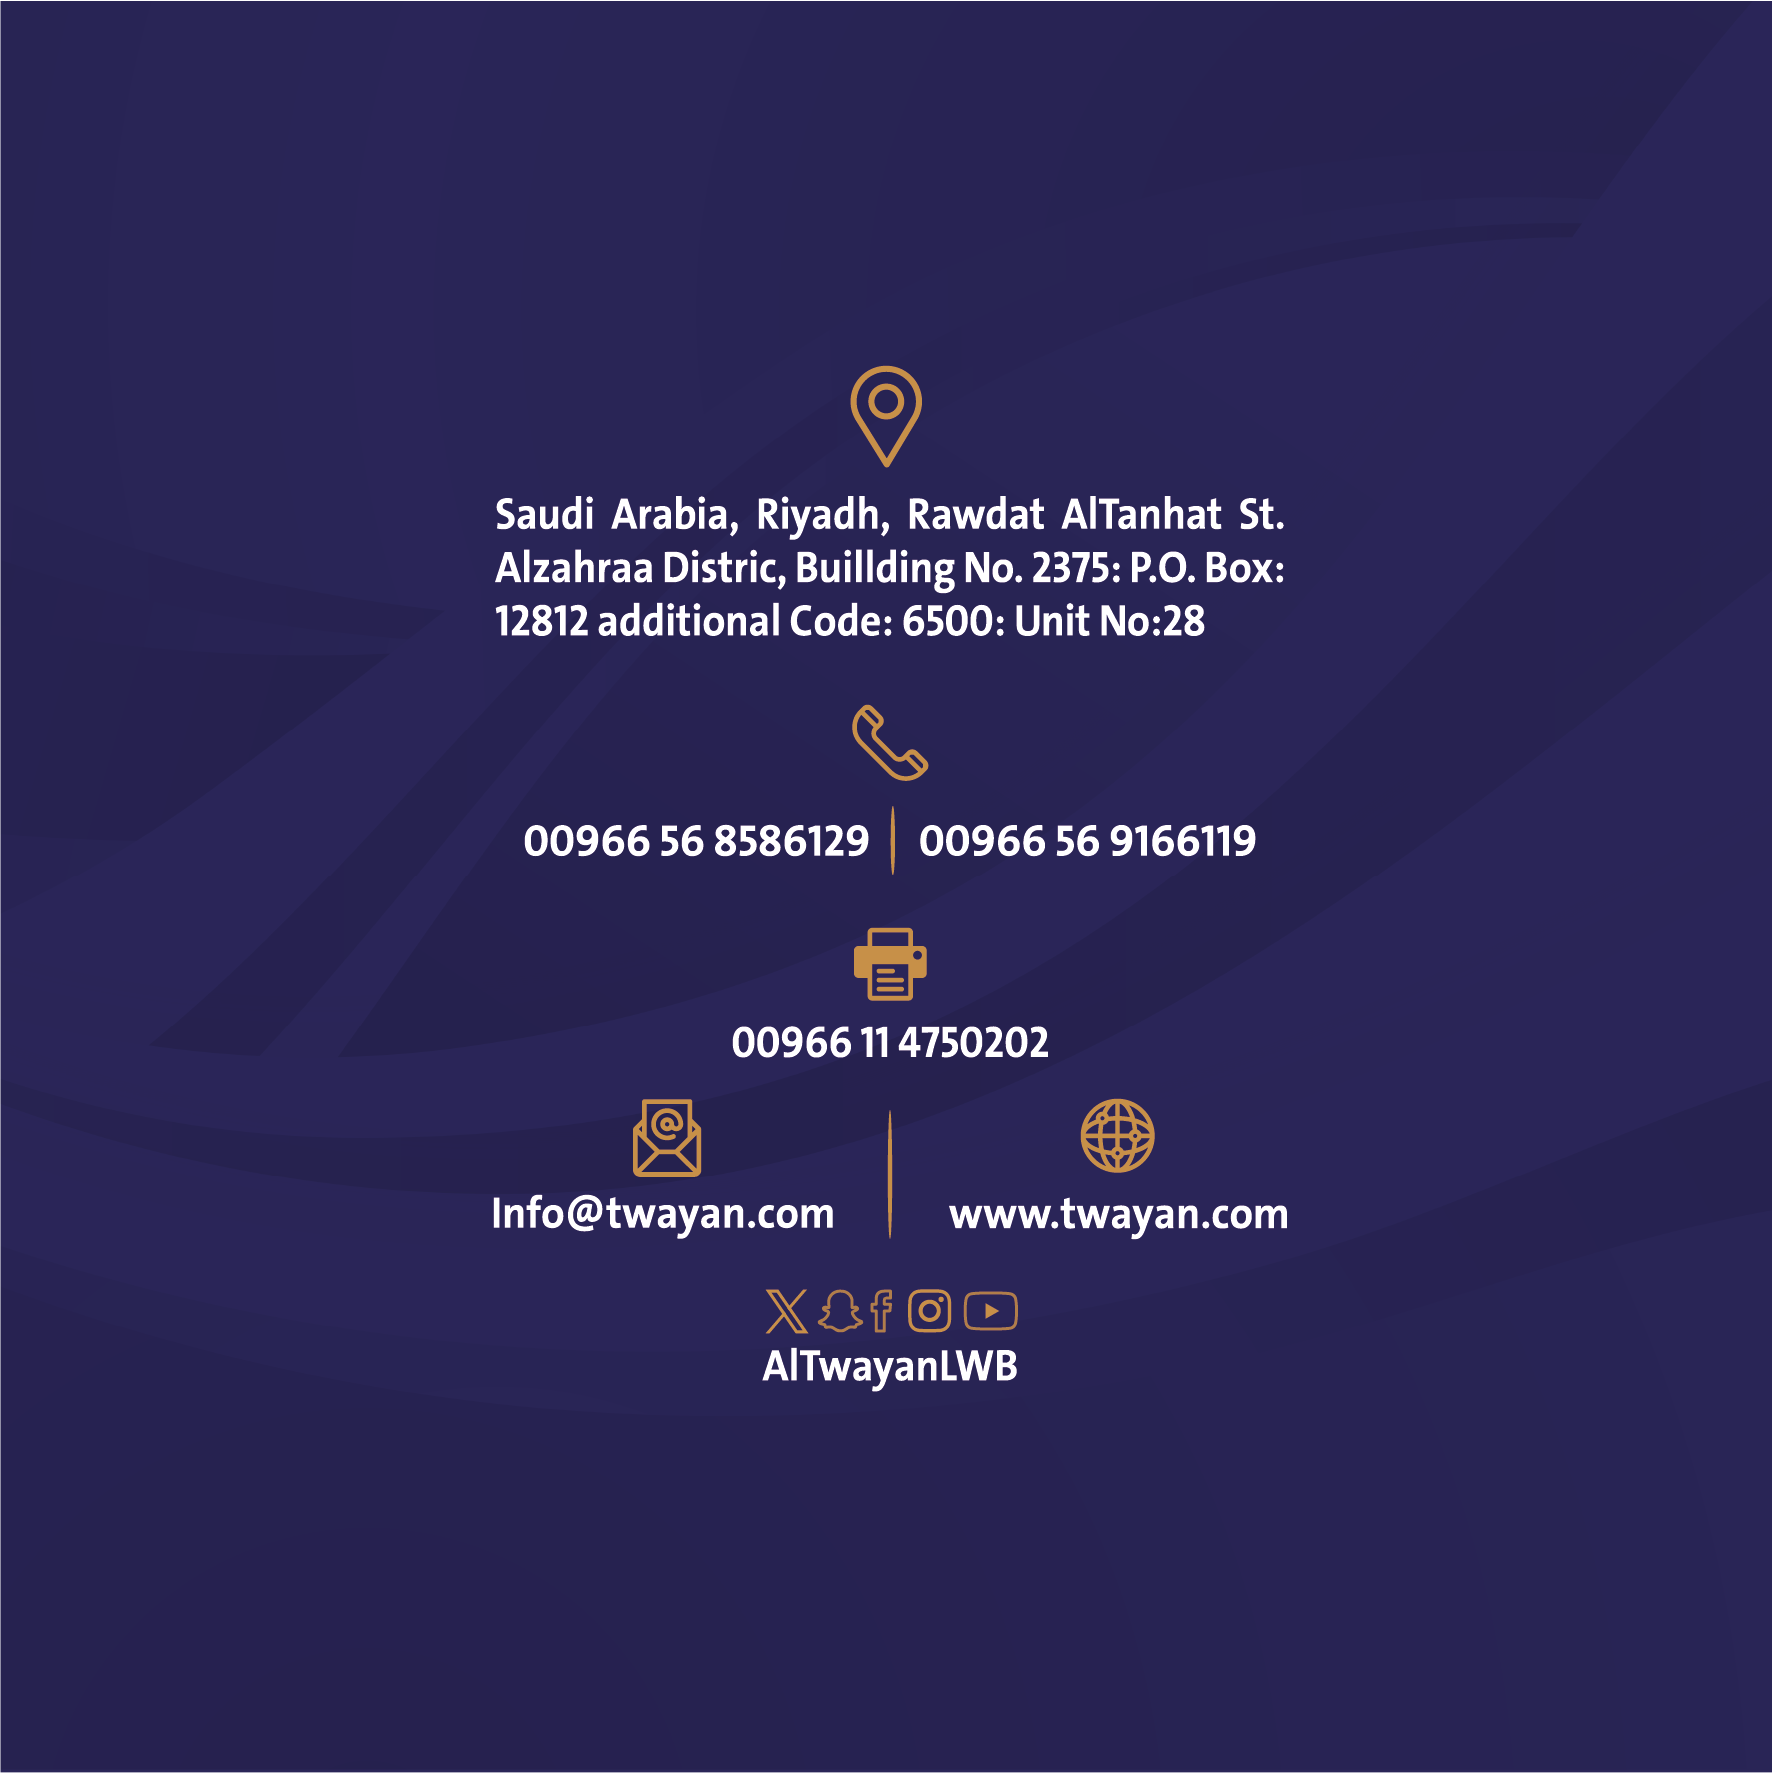 Saudi Arabia, Riyadh, Rawdat AlTanhat St.
Alzahraa Distric, Buillding No. 2375: P.O. Box:
12812 additional Code: 6500: Unit No:28
00966 56 8586129 | 00966 56 9166119
00966 11 4750202
Info@twayan.com | www.twayan.com
AlTwayanLWB